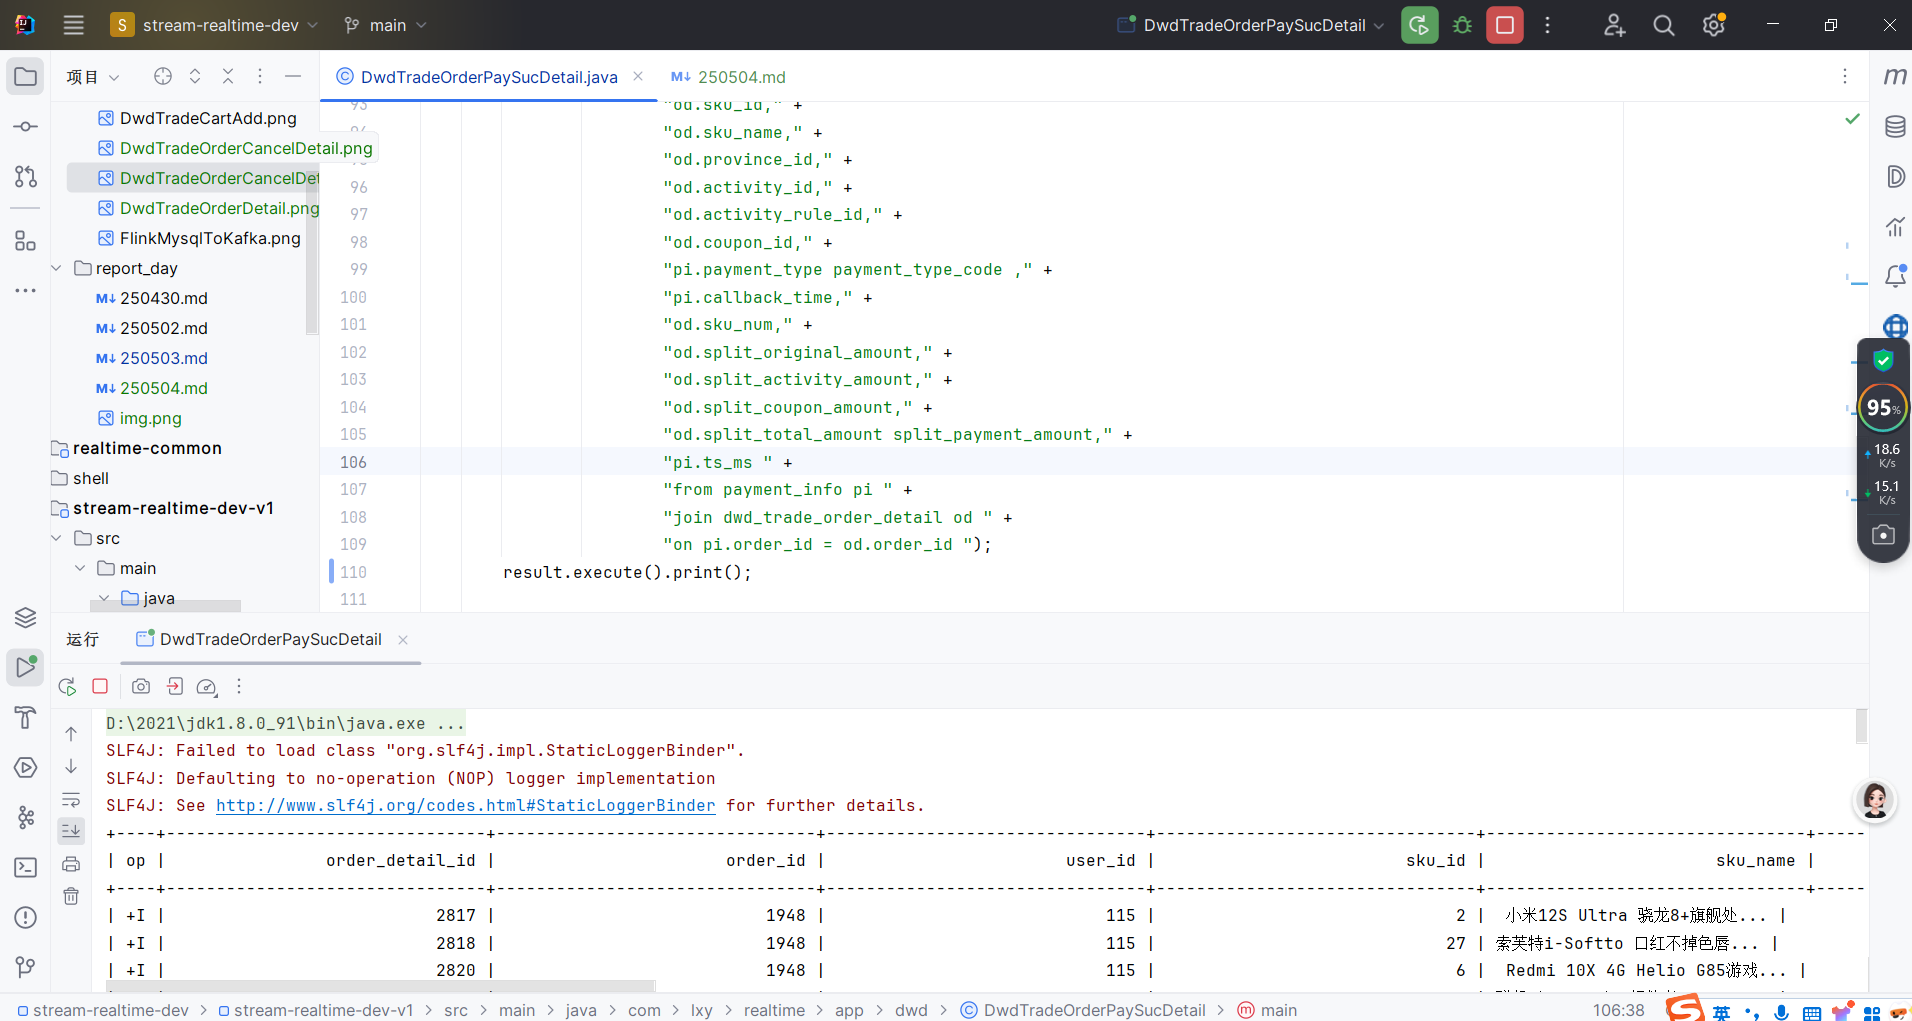 S stream-realtime-dev main DwdTradeOrderPaySucDetail
项目
DwdTradeOrderPaySucDetail.java
M↓ 250504.md
DwdTradeCartAdd.png
DwdTradeOrderCancelDetail.png
DwdTradeOrderCancelDet
DwdTradeOrderDetail.png
FlinkMysqlToKafka.png
report_day
M↓ 250430.md
M↓ 250502.md
M↓ 250503.md
M↓ 250504.md
img.png
realtime-common
shell
stream-realtime-dev-v1
src
main
java
93 "od.sku_id," +
"od.sku_name," +
"od.province_id," +
96 "od.activity_id," +
97 "od.activity_rule_id," +
98 "od.coupon_id," +
99 "pi.payment_type payment_type_code ," +
100 "pi.callback_time," +
101 "od.sku_num," +
102 "od.split_original_amount," +
103 "od.split_activity_amount," +
104 "od.split_coupon_amount," +
105 "od.split_total_amount split_payment_amount," +
106 "pi.ts_ms " +
107 "from payment_info pi " +
108 "join dwd_trade_order_detail od " +
109 "on pi.order_id = od.order_id ");
110 result.execute().print();
111
95%
18.6
K/s
15.1
K/s
运行 DwdTradeOrderPaySucDetail
D:\2021\jdk1.8.0_91\bin\java.exe ...
SLF4J: Failed to load class "org.slf4j.impl.StaticLoggerBinder".
SLF4J: Defaulting to no-operation (NOP) logger implementation
SLF4J: See http://www.slf4j.org/codes.html#StaticLoggerBinder for further details.
| op | order_detail_id | order_id | user_id | sku_id | sku_name |
| +I | 2817 | 1948 | 115 | 2 | 小米12S Ultra 骁龙8+旗舰处... |
| +I | 2818 | 1948 | 115 | 27 | 索芙特i-Softto 口红不掉色唇... |
| +I | 2820 | 1948 | 115 | 6 | Redmi 10X 4G Helio G85游戏... |
stream-realtime-dev > stream-realtime-dev-v1 > src > main > java > com > lxy > realtime > app > dwd > DwdTradeOrderPaySucDetail > main
106:38
英